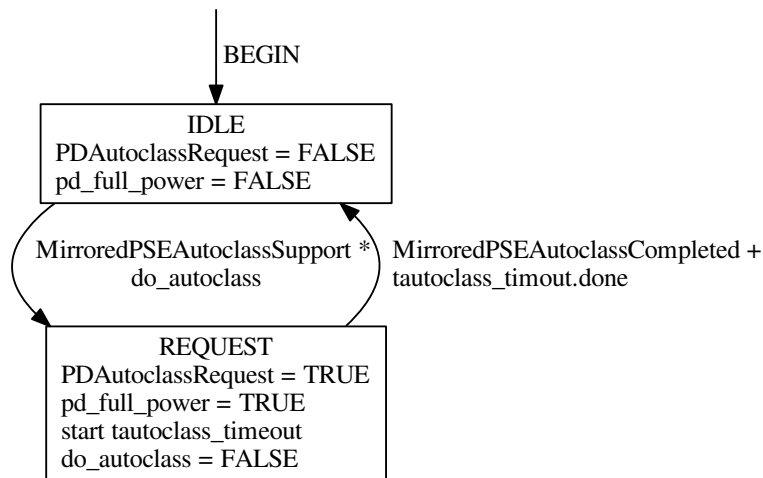 BEGIN
IDLE
PDAutoclassRequest = FALSE
pd_full_power = FALSE
MirroredPSEAutoclassSupport *
do_autoclass
MirroredPSEAutoclassCompleted +
tautoclass_timout.done
REQUEST
PDAutoclassRequest = TRUE
pd_full_power = TRUE
start tautoclass_timeout
do_autoclass = FALSE